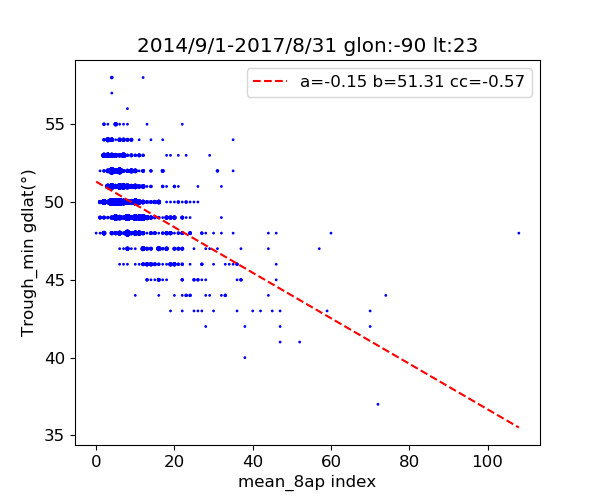 2014/9/1-2017/8/31 glon:-90 lt:23
a=-0.15 b=51.31 cc=-0.57
Trough_min gdlat(°)
55
50
45
40
35
0 20 40 60 80 100
mean_8ap index